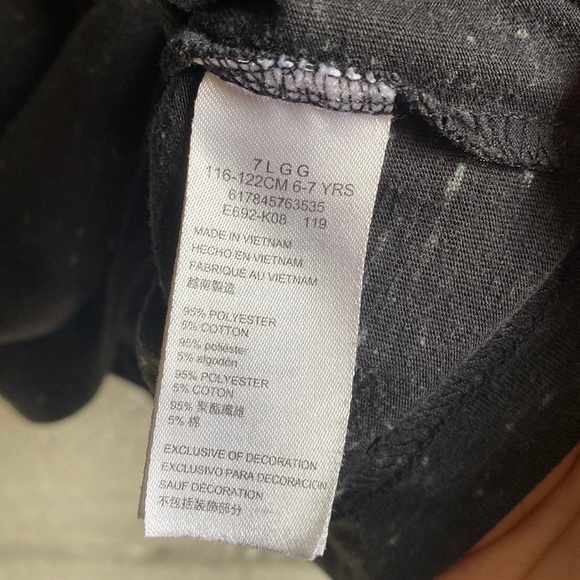 7 L G G
116-122CM 6-7 YRS
617845763535
E692-K08 119
MADE IN VIETNAM
HECHO EN VIETNAM
FABRIQUÉ AU VIETNAM
越南製造
95% POLYESTER
5% COTTON
95% poliéster
5% algodón
95% POLYESTER
5% COTON
95% 聚酯纖維
5% 棉
EXCLUSIVE OF DECORATION
EXCLUSIVO PARA DECORACION
SAUF DÉCORATION
不包括装飾部分